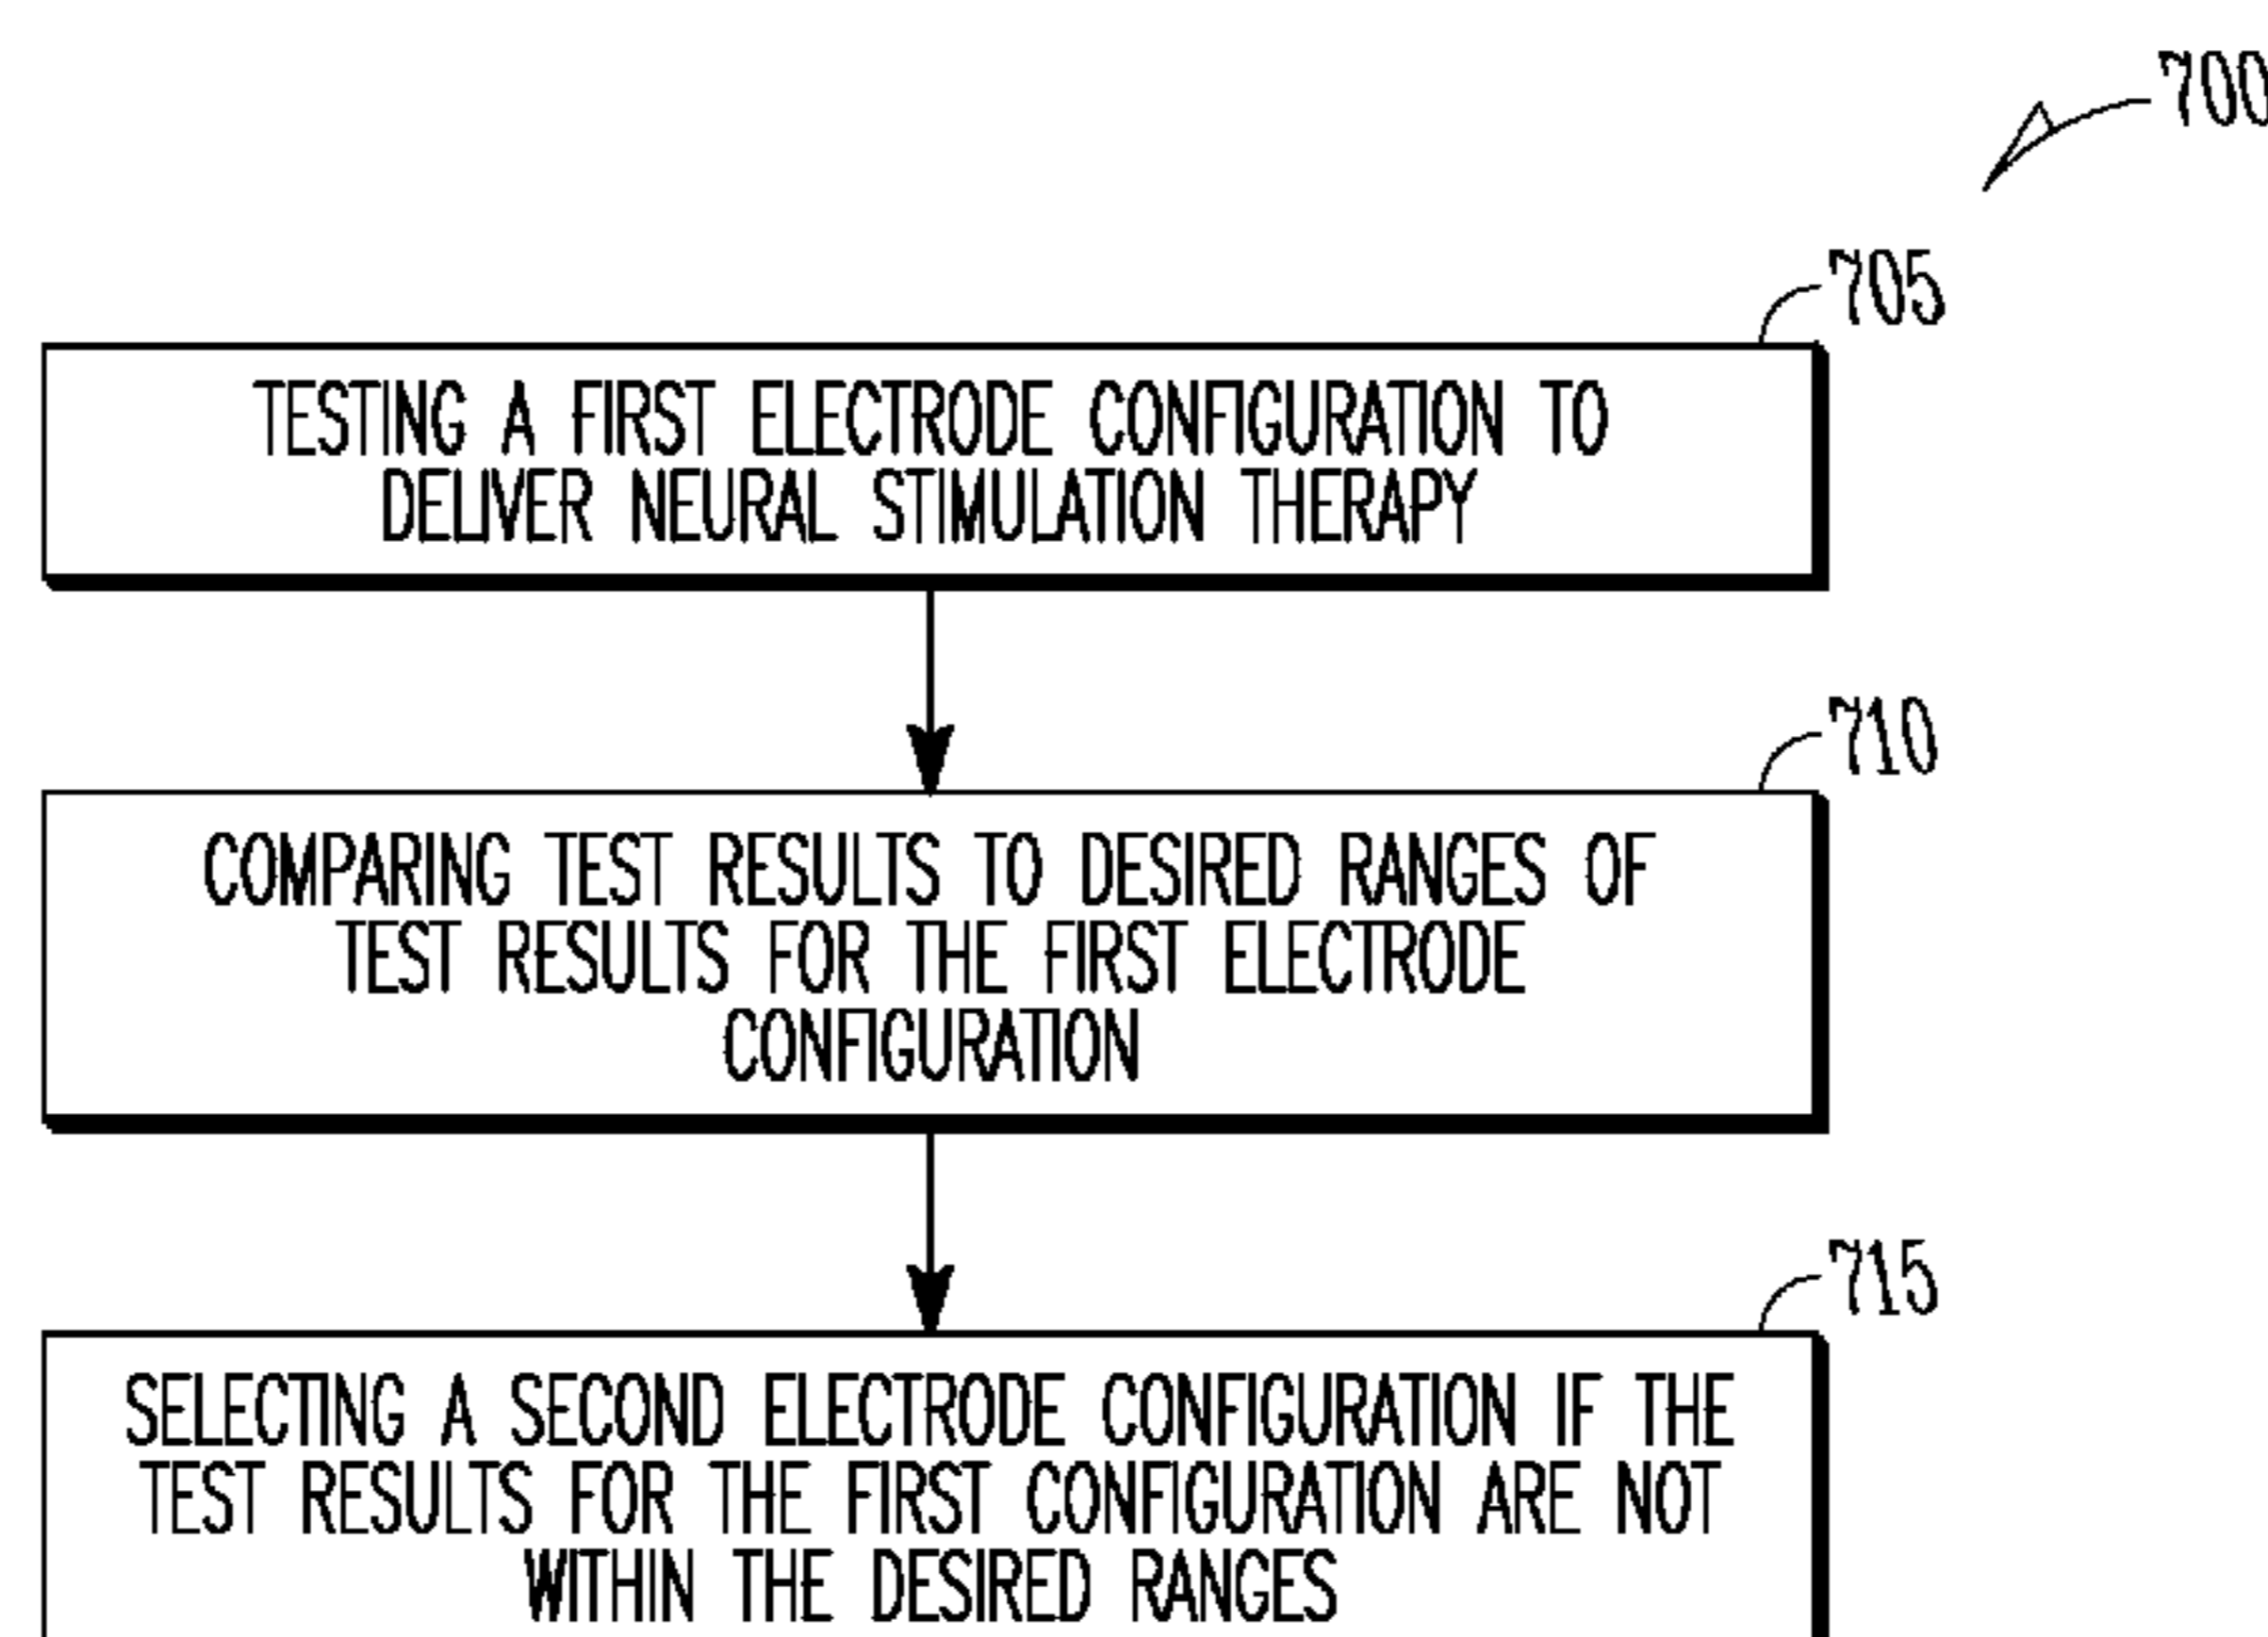 700
705
TESTING A FIRST ELECTRODE CONFIGURATION TO
DELIVER NEURAL STIMULATION THERAPY
710
COMPARING TEST RESULTS TO DESIRED RANGES OF
TEST RESULTS FOR THE FIRST ELECTRODE
CONFIGURATION
715
SELECTING A SECOND ELECTRODE CONFIGURATION IF THE
TEST RESULTS FOR THE FIRST CONFIGURATION ARE NOT
WITHIN THE DESIRED RANGES